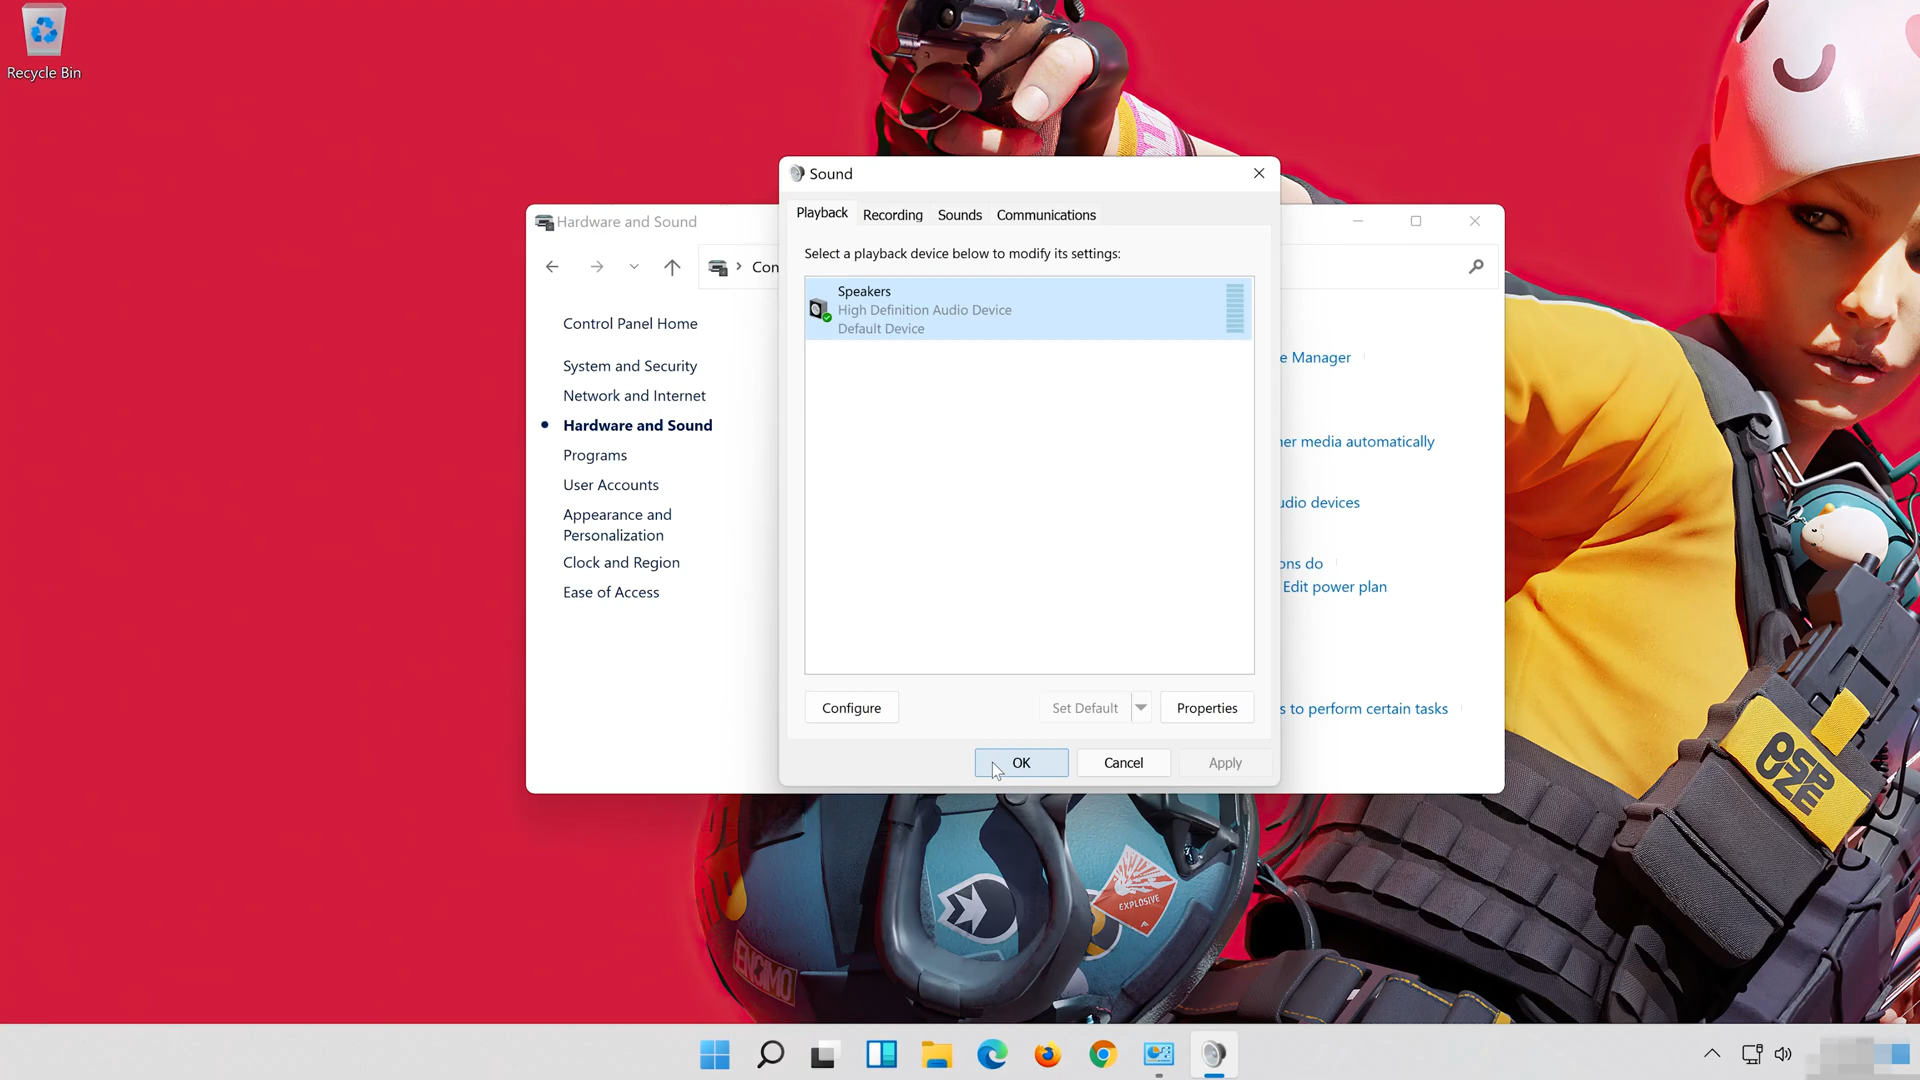 Recycle Bin
Sound
Playback
Recording
Sounds
Communications
Hardware and Sound
Select a playback device below to modify its settings:
Con
Speakers
High Definition Audio Device
Default Device
Control Panel Home
e Manager
System and Security
Network and Internet
Hardware and Sound
her media automatically
Programs
User Accounts
udio devices
Appearance and
Personalization
Clock and Region
ons do
Edit power plan
Ease of Access
Configure
Set Default
Properties
s to perform certain tasks
OK
Cancel
Apply
EXPLOSIVE
ENCIMO